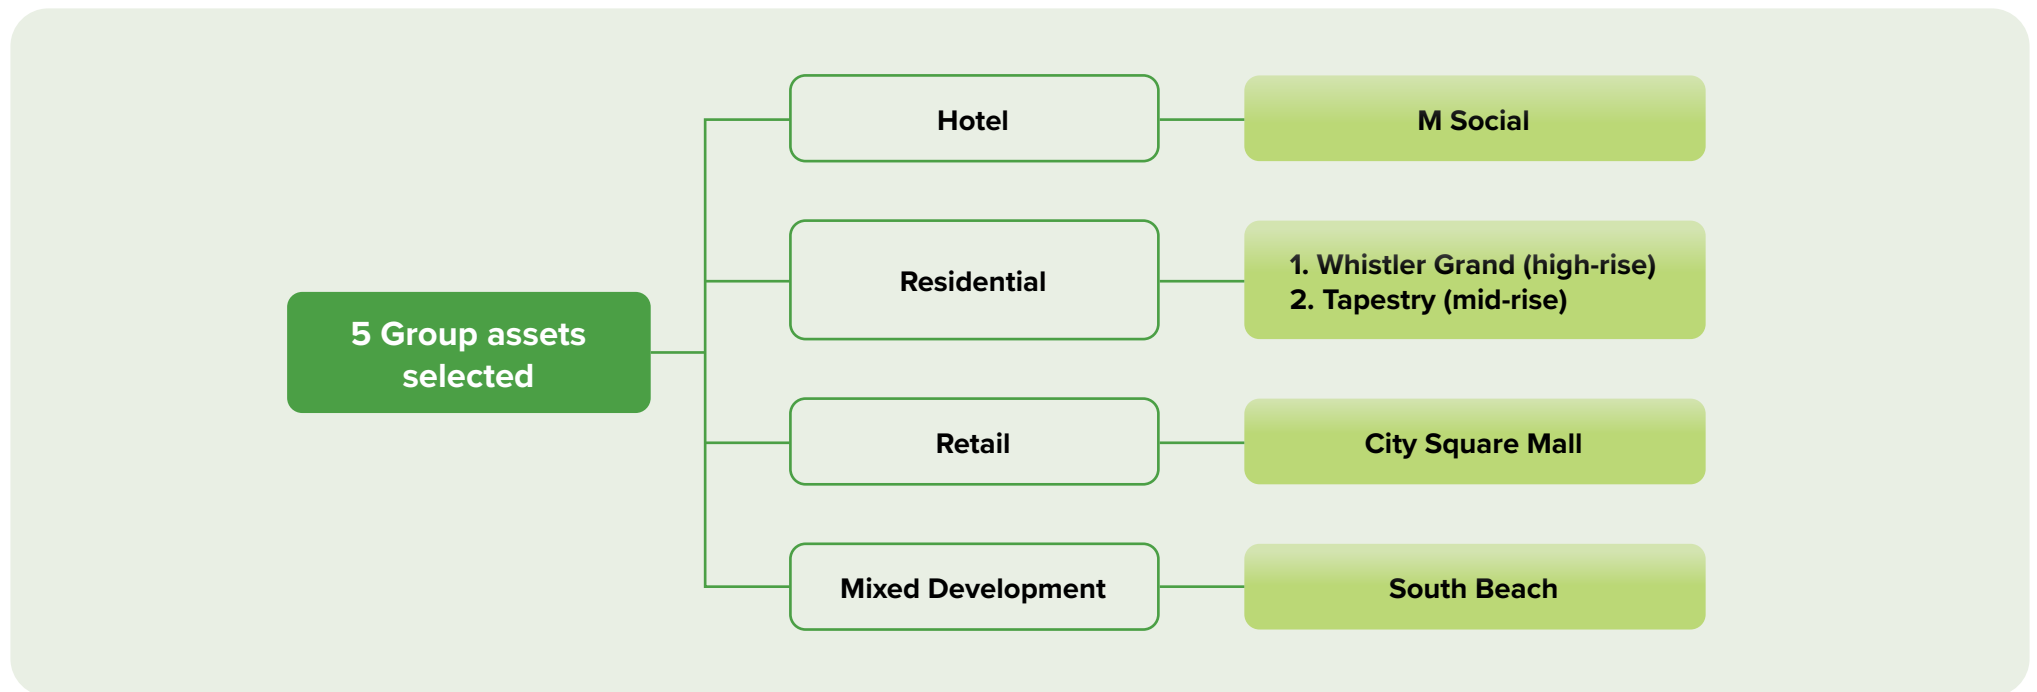 5 Group assets
selected
Hotel
M Social
Residential
1. Whistler Grand (high-rise)
2. Tapestry (mid-rise)
Retail
City Square Mall
Mixed Development
South Beach